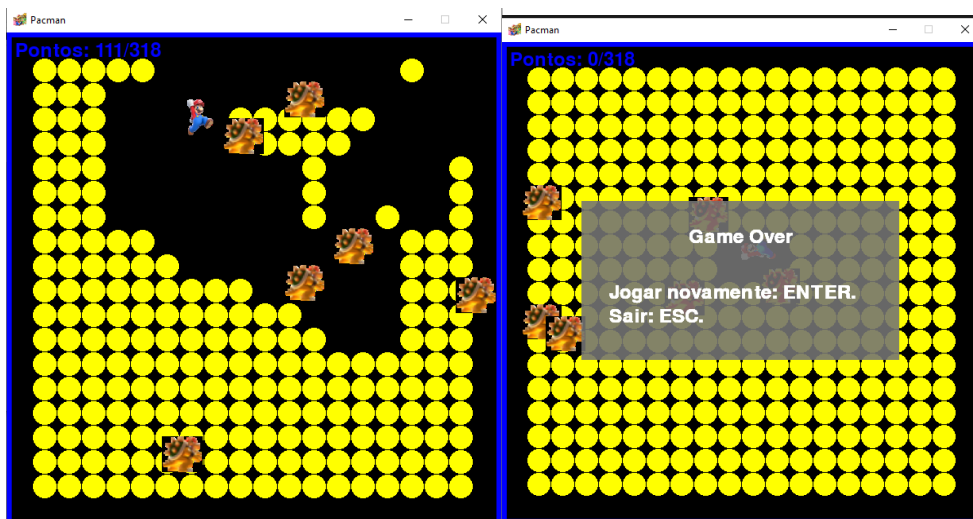 Pacman
Pontos: 111/318
Pacman
Pontos: 0/318
Game Over
Jogar novamente: ENTER.
Sair: ESC.